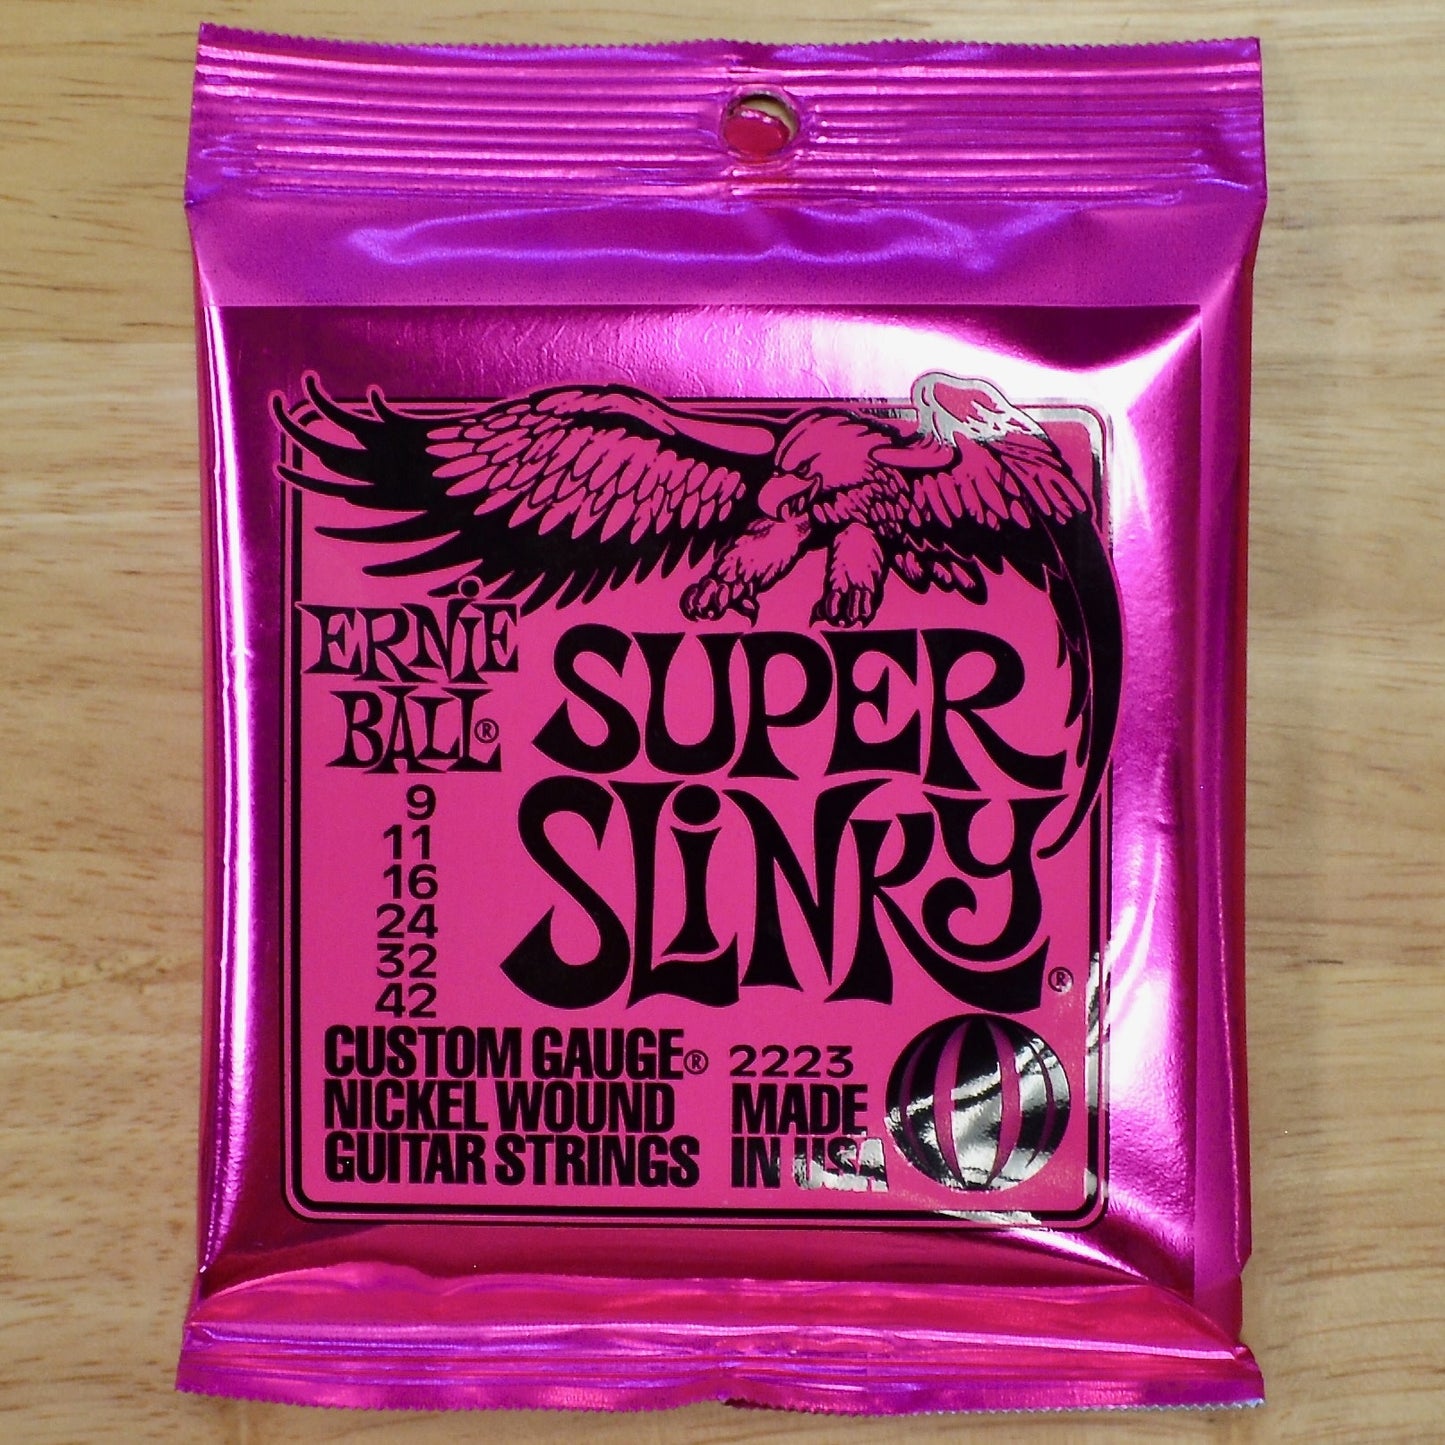 ERNiE
BALL®
SUPER
SLiNKY®
9
11
16
24
32
42
CUSTOM GAUGE®
NICKEL WOUND
GUITAR STRINGS
2223
MADE
IN USA